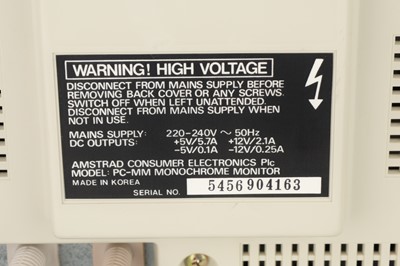 WARNING! HIGH VOLTAGE
DISCONNECT FROM MAINS SUPPLY BEFORE
REMOVING BACK COVER OR ANY SCREWS.
SWITCH OFF WHEN LEFT UNATTENDED.
DISCONNECT FROM MAINS SUPPLY WHEN
NOT IN USE.
MAINS SUPPLY: 220-240V ~ 50Hz
DC OUTPUTS: +5V/5.7A +12V/2.1A
-5V/0.1A -12V/0.25A
AMSTRAD CONSUMER ELECTRONICS Plc
MODEL: PC-MM MONOCHROME MONITOR
MADE IN KOREA
SERIAL NO. 5456904163